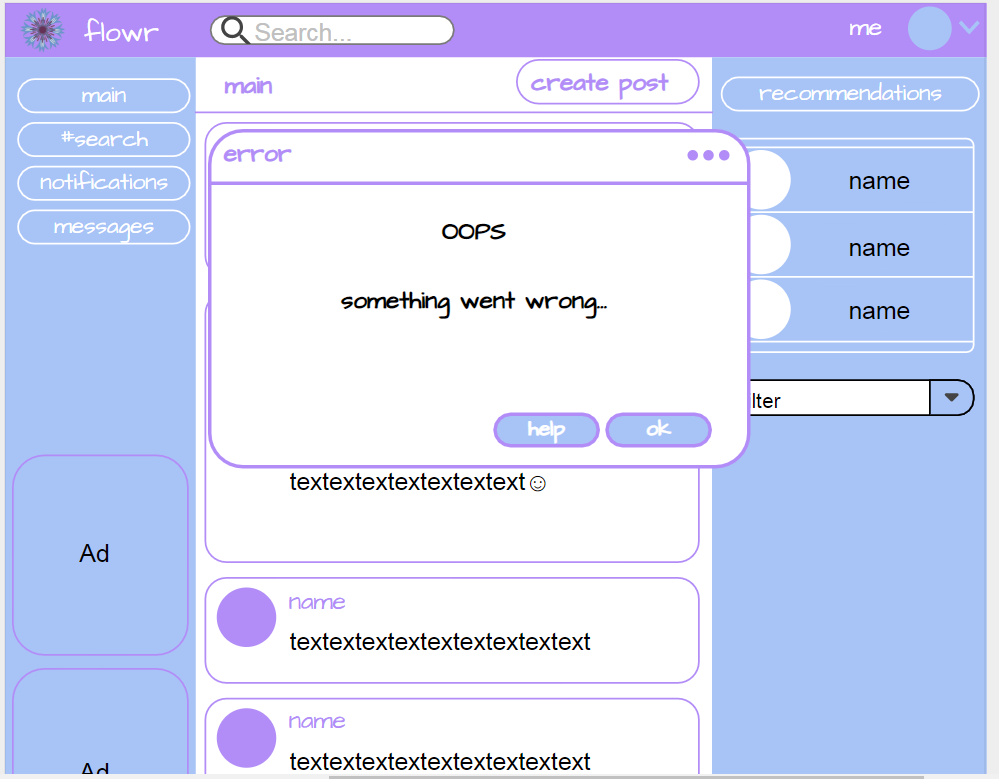 flowr
Search...
me
main
#search
notifications
messages
Ad
Ad
main
create post
error
OOPS
something went wrong...
help
ok
textextextextextextext☺
name
textextextextextextextext
name
textextextextextextextext
recommendations
name
name
name
lter